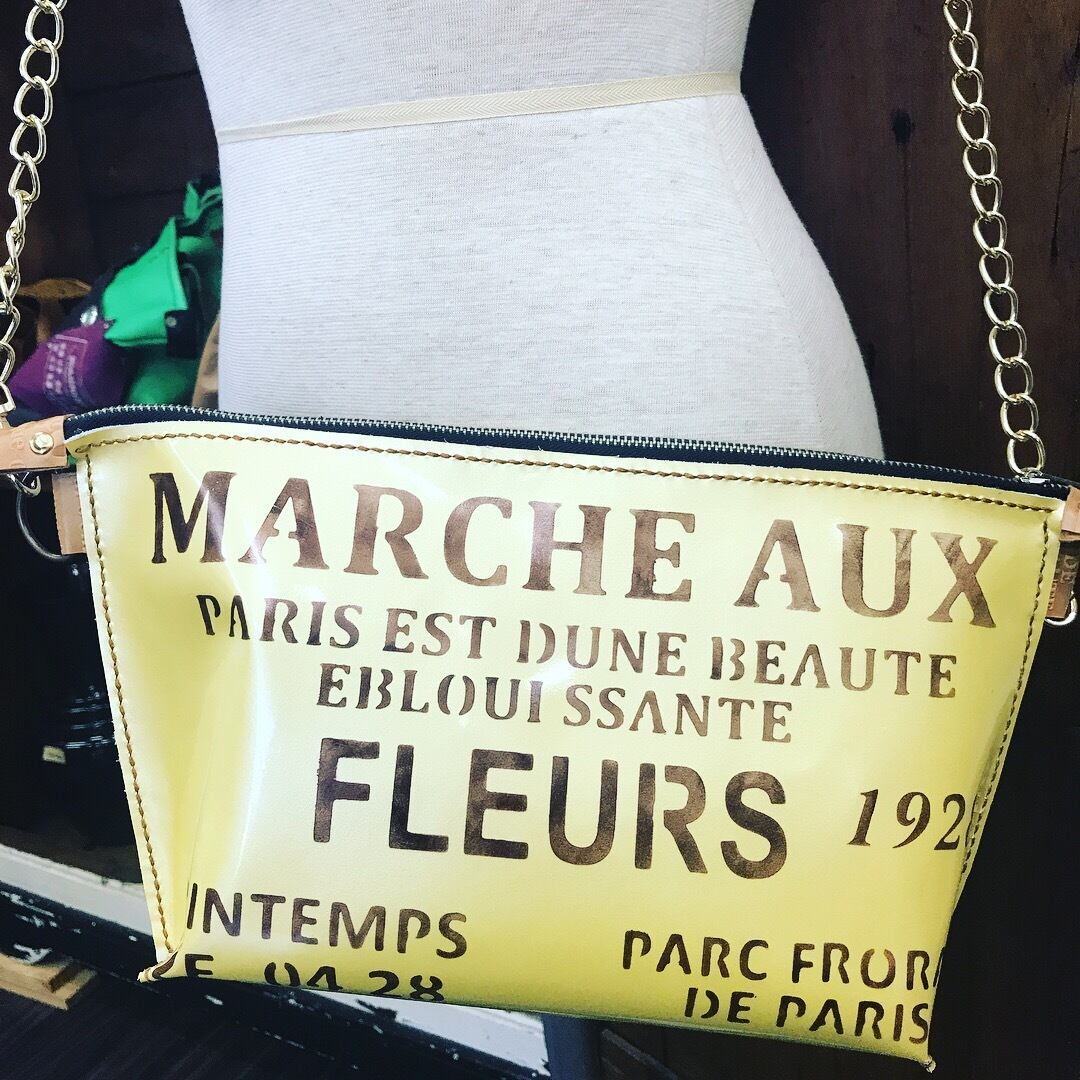 MARCHE AUX
PARIS EST DUNE BEAUTE
EBLOUI SSANTE
FLEURS 192
INTEMPS
PARC FROR
04.28
DE PARIS